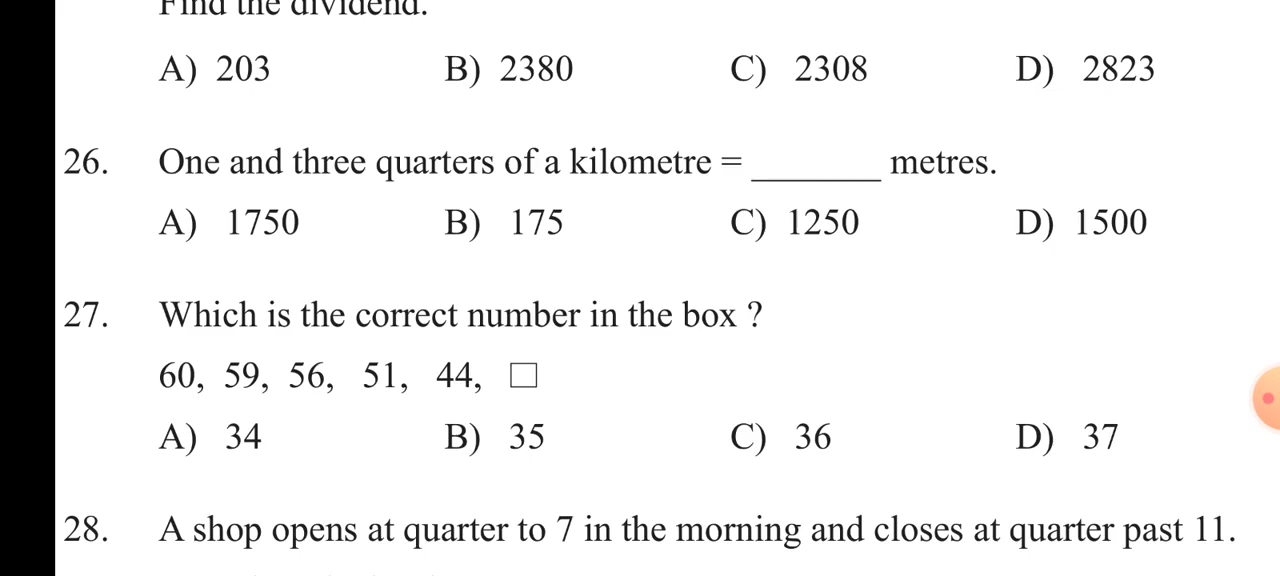 Find the dividend.
A) 203 B) 2380 C) 2308 D) 2823
26. One and three quarters of a kilometre = _______ metres.
A) 1750 B) 175 C) 1250 D) 1500
27. Which is the correct number in the box ?
60, 59, 56, 51, 44, □
A) 34 B) 35 C) 36 D) 37
28. A shop opens at quarter to 7 in the morning and closes at quarter past 11.